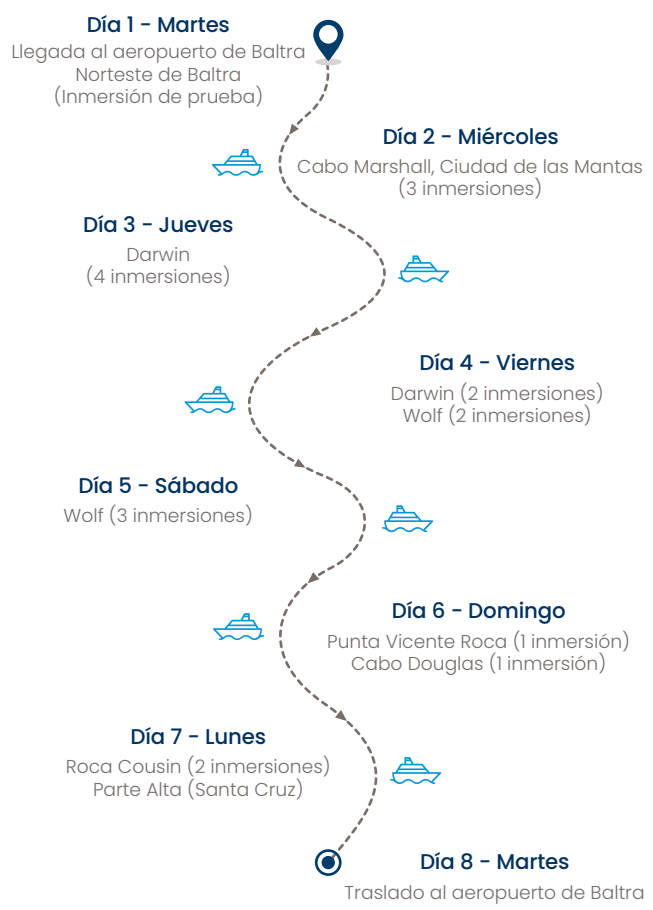 Día 1 - Martes
Llegada al aeropuerto de Baltra
Norteste de Baltra
(Inmersión de prueba)
Día 2 - Miércoles
Cabo Marshall, Ciudad de las Mantas
(3 inmersiones)
Día 3 - Jueves
Darwin
(4 inmersiones)
Día 4 - Viernes
Darwin (2 inmersiones)
Wolf (2 inmersiones)
Día 5 - Sábado
Wolf (3 inmersiones)
Día 6 - Domingo
Punta Vicente Roca (1 inmersión)
Cabo Douglas (1 inmersión)
Día 7 - Lunes
Roca Cousin (2 inmersiones)
Parte Alta (Santa Cruz)
Día 8 - Martes
Traslado al aeropuerto de Baltra